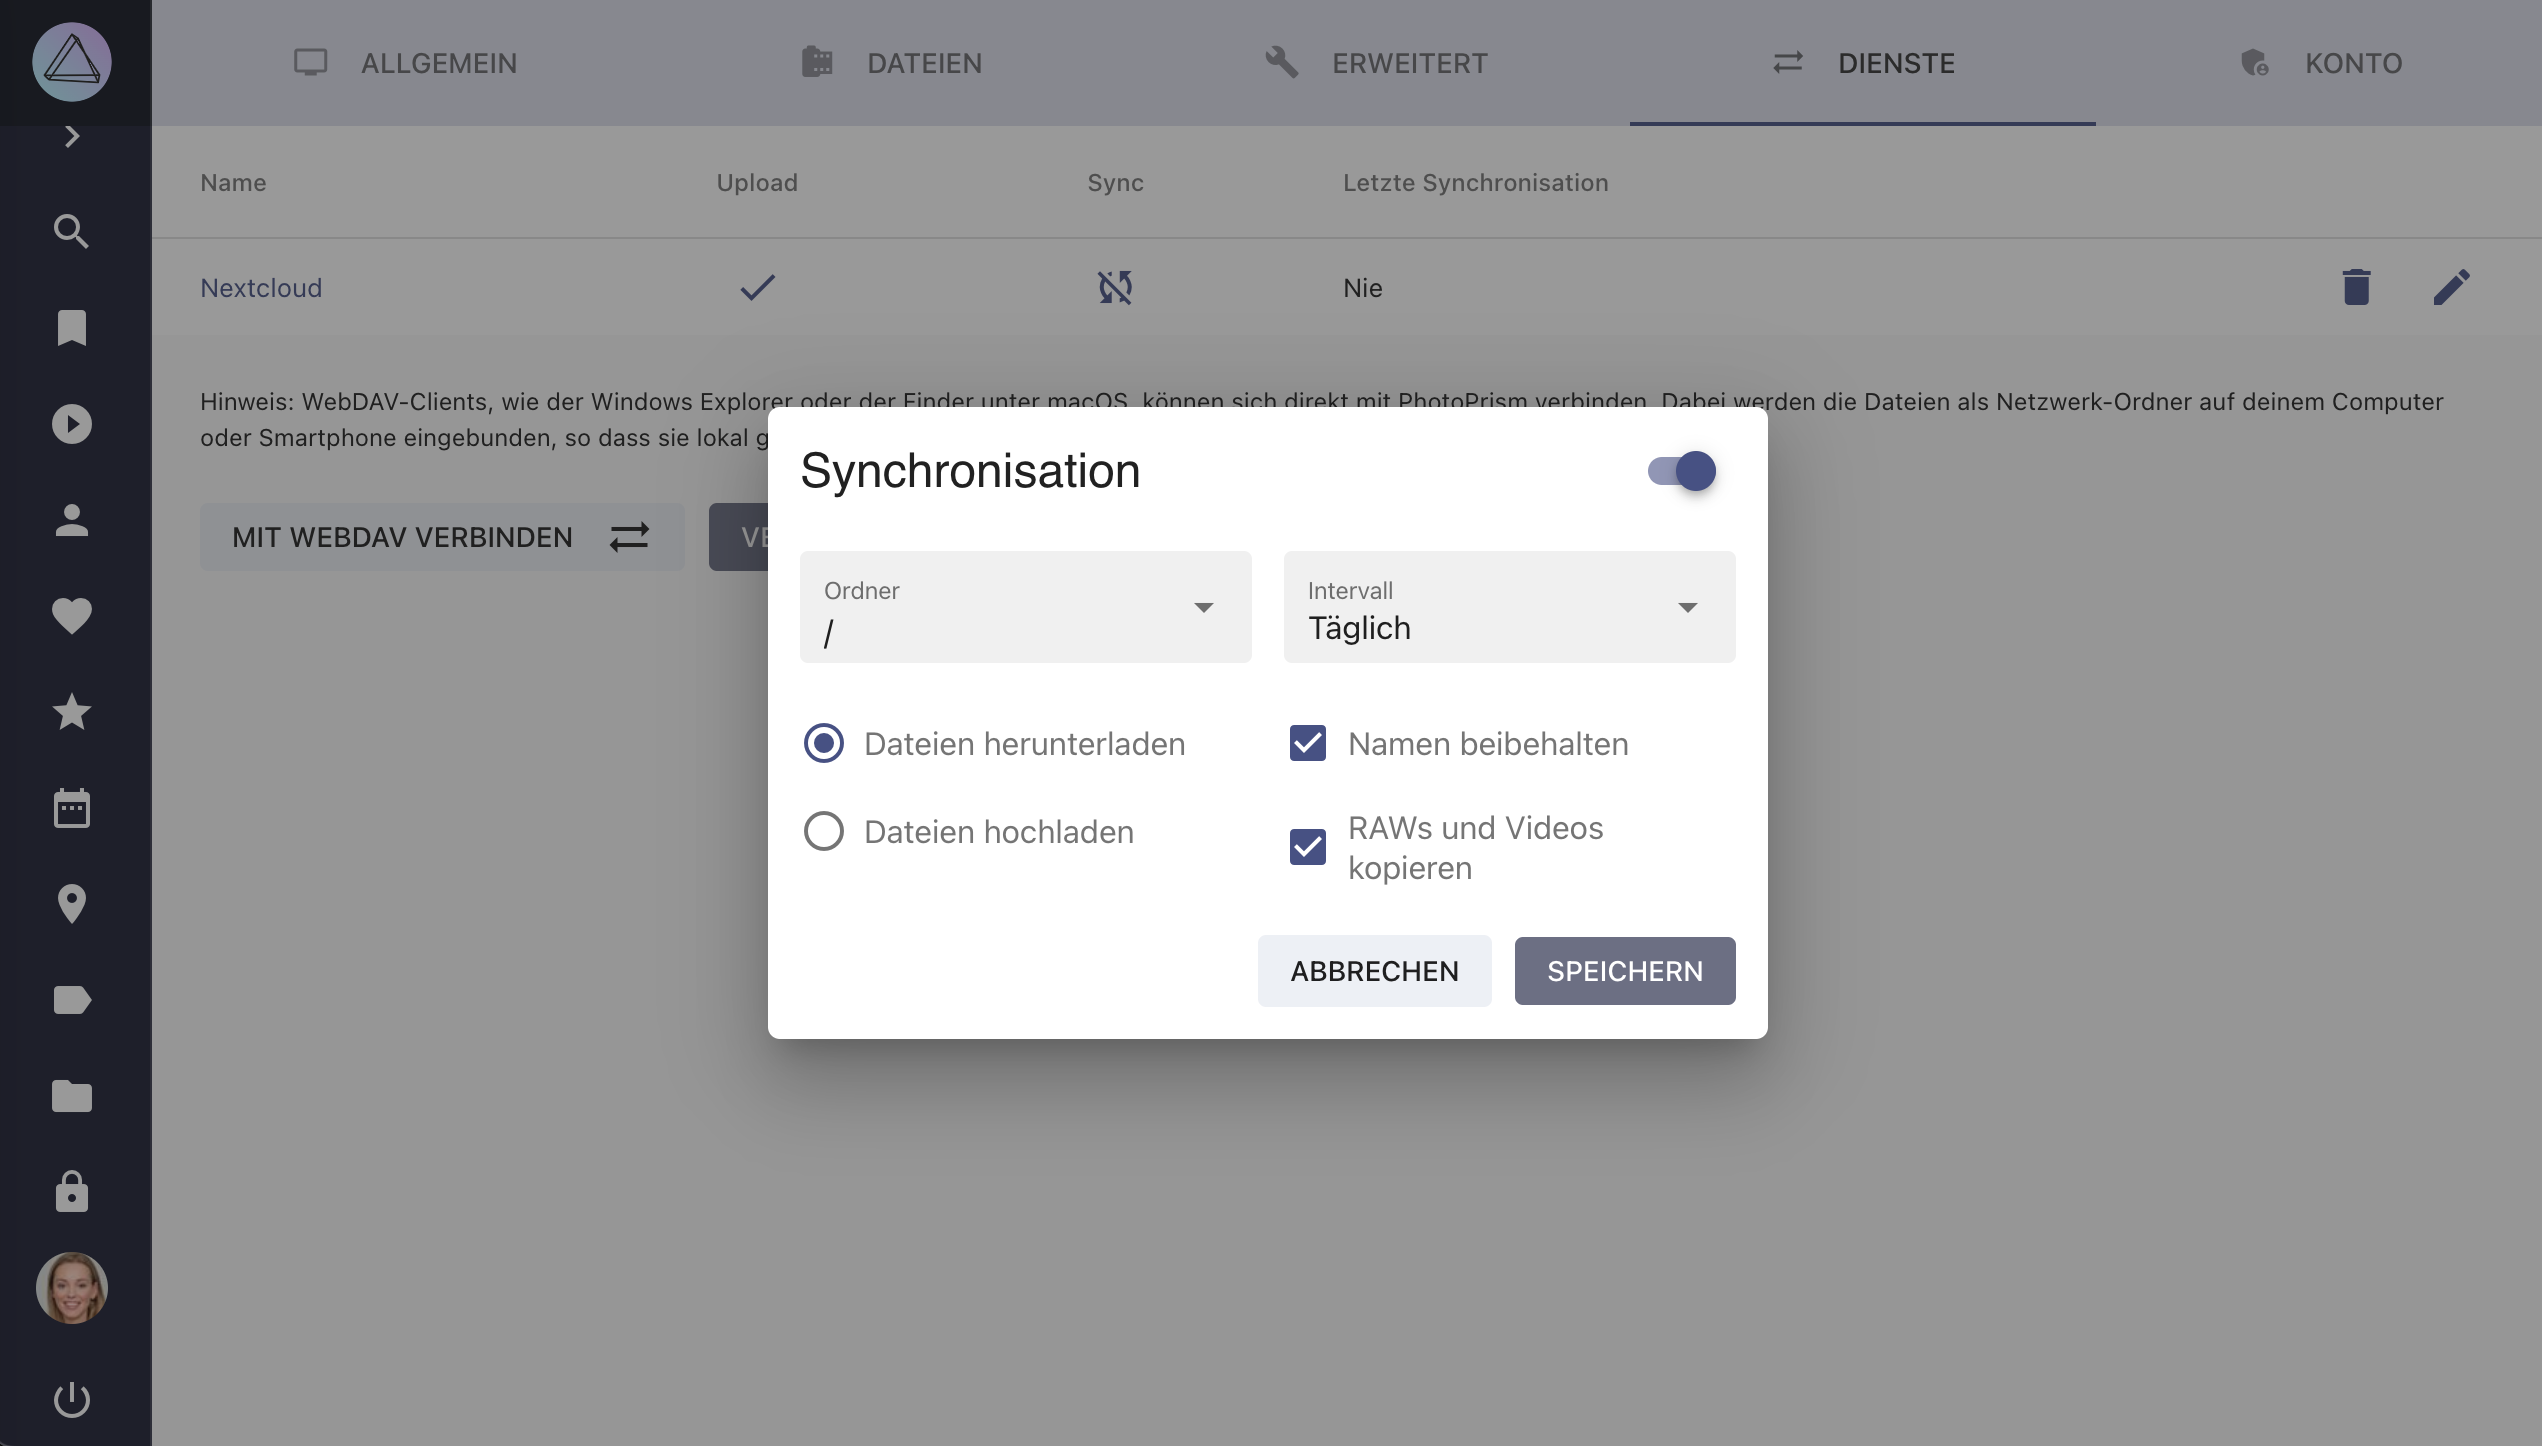 ALLGEMEIN
DATEIEN
ERWEITERT
DIENSTE
KONTO
Name
Upload
Sync
Letzte Synchronisation
Nextcloud
Nie
Hinweis: WebDAV-Clients, wie der Windows Explorer oder der Finder unter macOS, können sich direkt mit PhotoPrism verbinden. Dabei werden die Dateien als Netzwerk-Ordner auf deinem Computer
oder Smartphone eingebunden, so dass sie lokal
MIT WEBDAV VERBINDEN
Synchronisation
Ordner
/
Intervall
Täglich
Dateien herunterladen
Namen beibehalten
Dateien hochladen
RAWs und Videos
kopieren
ABBRECHEN
SPEICHERN